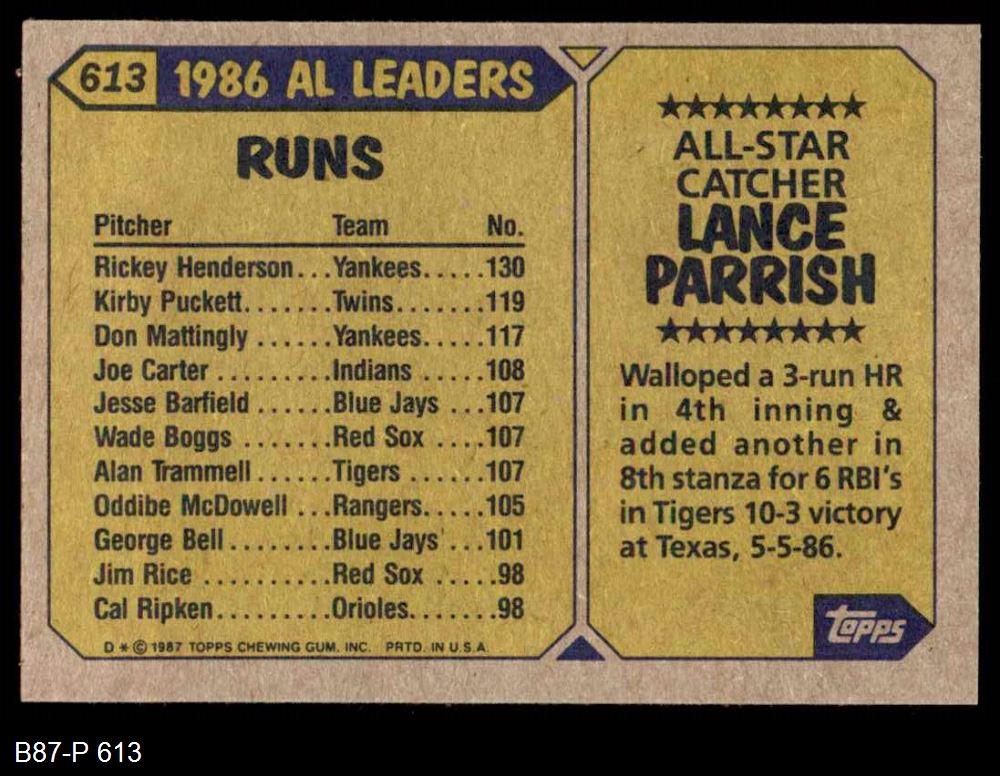 613 1986 AL LEADERS
RUNS
Pitcher Team No.
Rickey Henderson...Yankees.....130
Kirby Puckett.......Twins.......119
Don Mattingly ......Yankees.....117
Joe Carter .........Indians .....108
Jesse Barfield ......Blue Jays ...107
Wade Boggs .......Red Sox ....107
Alan Trammell......Tigers ......107
Oddibe McDowell ...Rangers.....105
George Bell........Blue Jays ...101
Jim Rice ..........Red Sox .....98
Cal Ripken.........Orioles.......98
D * © 1987 TOPPS CHEWING GUM, INC. PRTD. IN U.S.A.
★★★★★★★★
ALL-STAR
CATCHER
LANCE
PARRISH
★★★★★★★★
Walloped a 3-run HR
in 4th inning &
added another in
8th stanza for 6 RBI's
in Tigers 10-3 victory
at Texas, 5-5-86.
Topps
B87-P 613